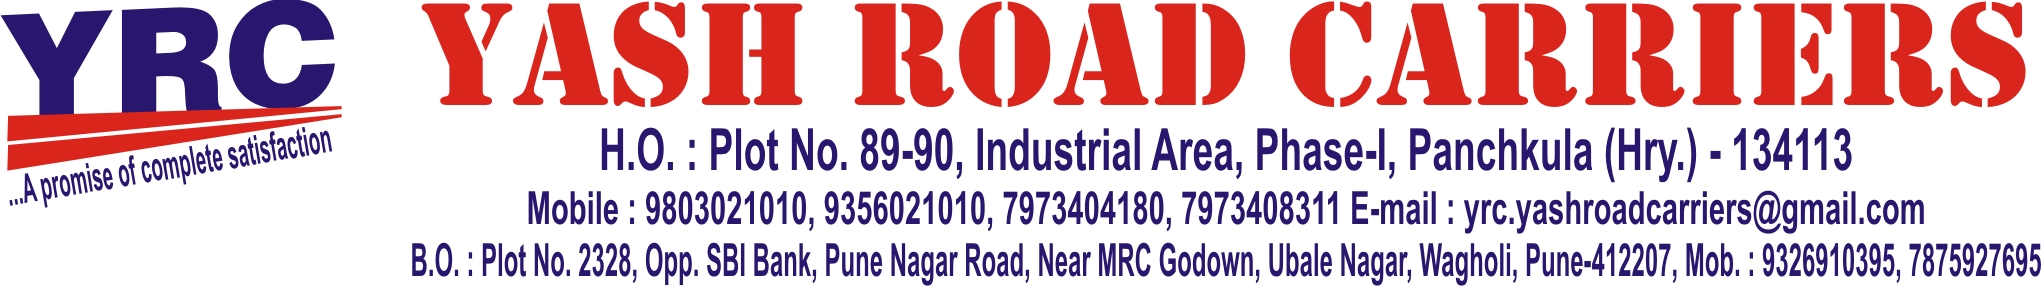 YRC
...A promise of complete satisfaction
YASH ROAD CARRIERS
H.O. : Plot No. 89-90, Industrial Area, Phase-I, Panchkula (Hry.) - 134113
Mobile : 9803021010, 9356021010, 7973404180, 7973408311 E-mail : yrc.yashroadcarriers@gmail.com
B.O. : Plot No. 2328, Opp. SBI Bank, Pune Nagar Road, Near MRC Godown, Ubale Nagar, Wagholi, Pune-412207, Mob. : 9326910395, 7875927695